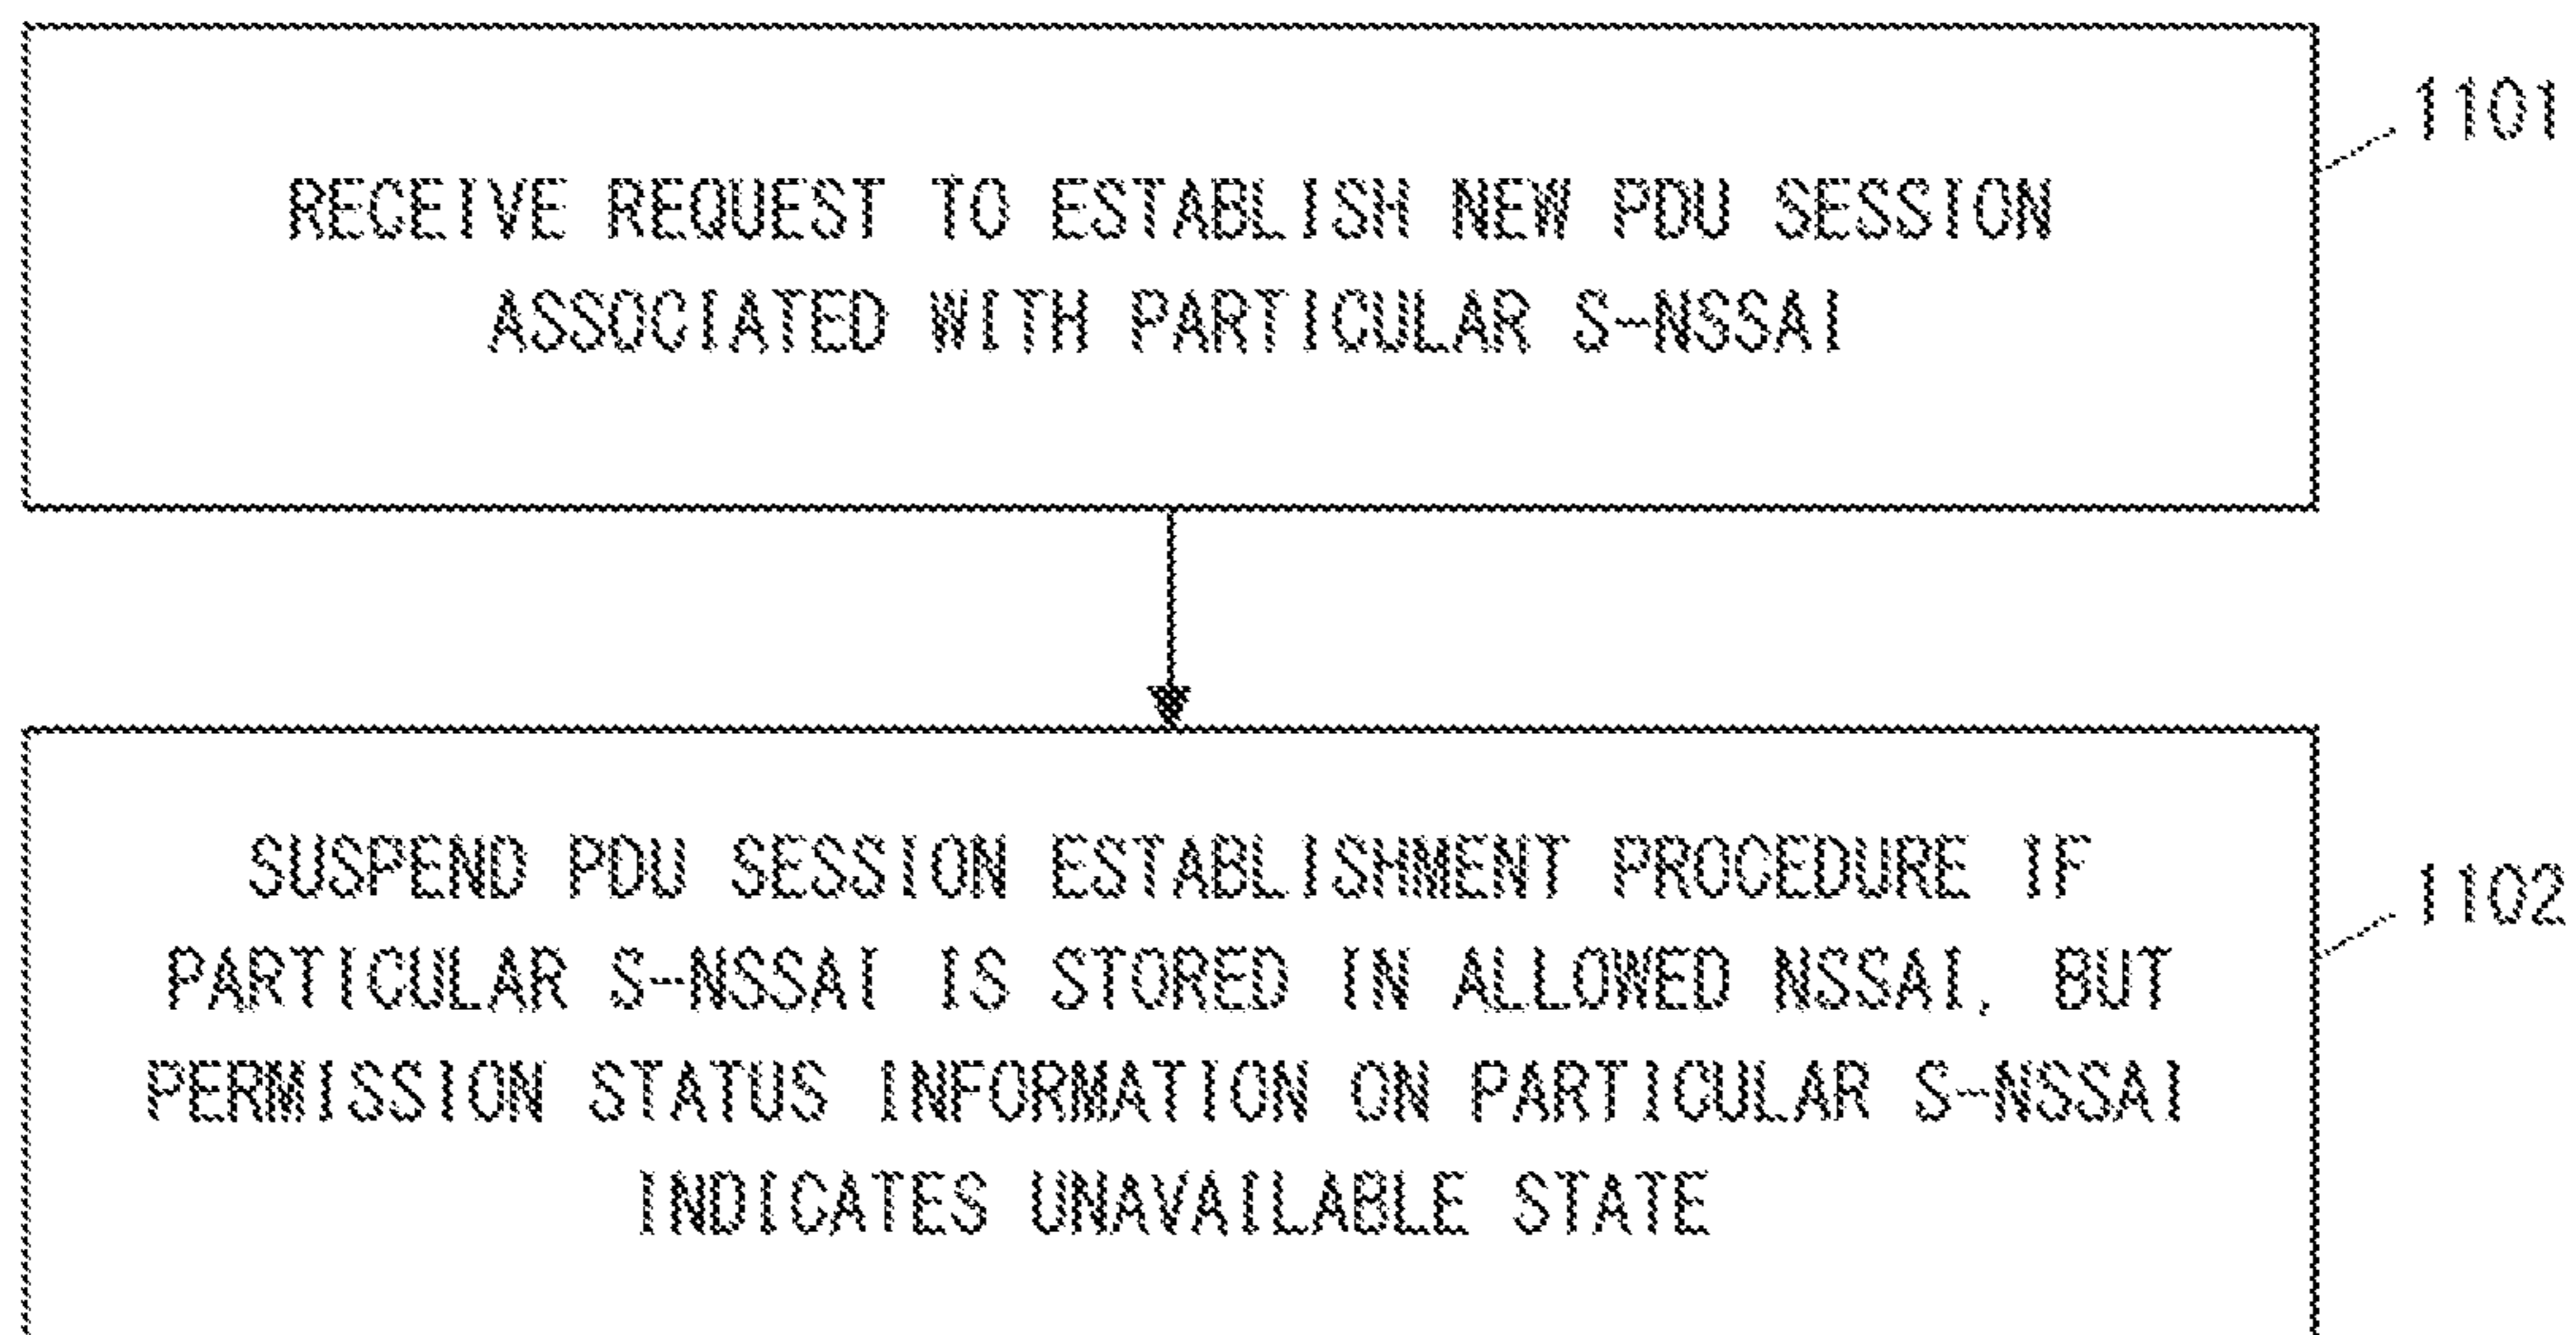 RECEIVE REQUEST TO ESTABLISH NEW PDU SESSION
ASSOCIATED WITH PARTICULAR S-NSSAI
1101
SUSPEND PDU SESSION ESTABLISHMENT PROCEDURE IF
PARTICULAR S-NSSAI IS STORED IN ALLOWED NSSAI, BUT
PERMISSION STATUS INFORMATION ON PARTICULAR S-NSSAI
INDICATES UNAVAILABLE STATE
1102